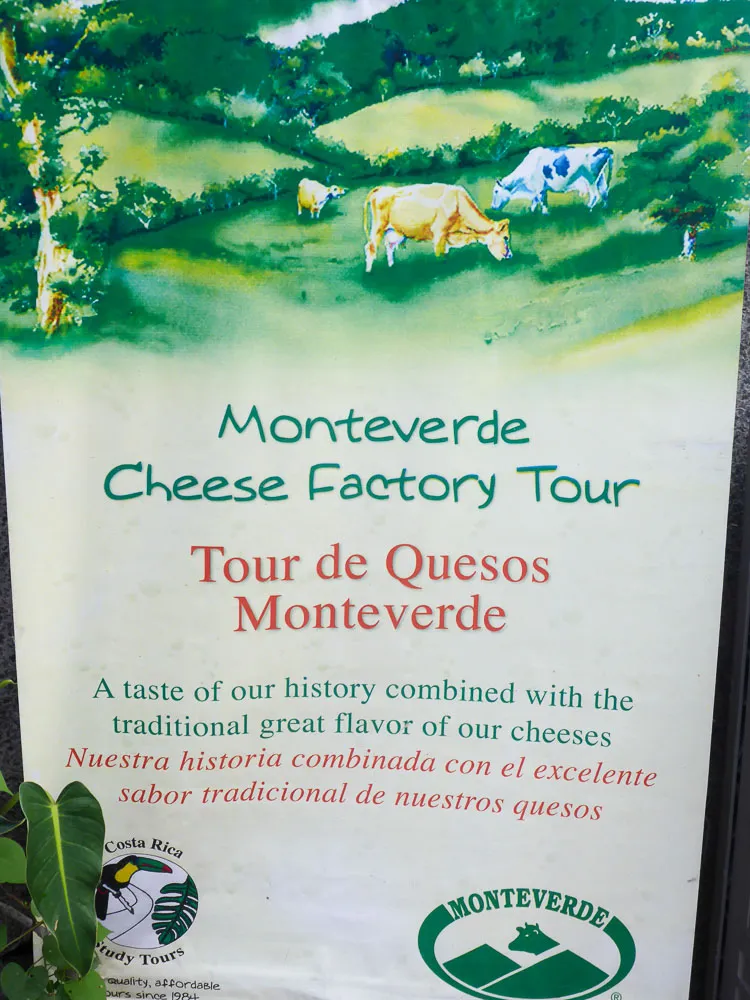 Monteverde
Cheese Factory Tour
Tour de Quesos
Monteverde
A taste of our history combined with the
traditional great flavor of our cheeses
Nuestra historia combinada con el excelente
sabor tradicional de nuestros quesos
Costa Rica
Study Tours
quality, affordable
tours since 1984
MONTEVERDE
®